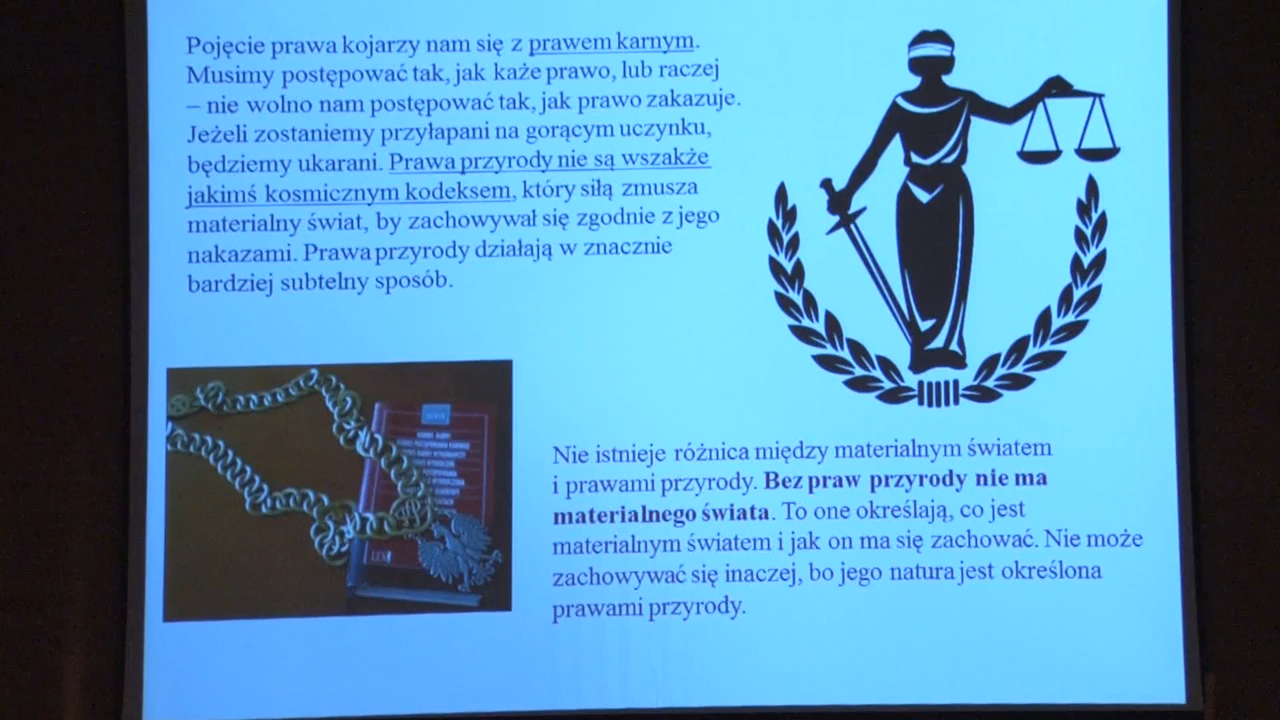 Pojęcie prawa kojarzy nam się z prawem karnym.
Musimy postępować tak, jak każe prawo, lub raczej
– nie wolno nam postępować tak, jak prawo zakazuje.
Jeżeli zostaniemy przyłapani na gorącym uczynku,
będziemy ukarani. Prawa przyrody nie są wszakże
jakimś kosmicznym kodeksem, który siłą zmusza
materialny świat, by zachowywał się zgodnie z jego
nakazami. Prawa przyrody działają w znacznie
bardziej subtelny sposób.
Nie istnieje różnica między materialnym światem
i prawami przyrody. Bez praw przyrody nie ma
materialnego świata. To one określają, co jest
materialnym światem i jak on ma się zachować. Nie może
zachowywać się inaczej, bo jego natura jest określona
prawami przyrody.